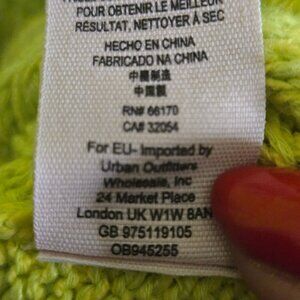 POUR OBTENIR LE MEILLEUR
RÉSULTAT, NETTOYER À SEC
HECHO EN CHINA
FABRICADO NA CHINA
中國制造
中国製
RN# 66170
CA# 32054
For EU- Imported by
Urban Outfitters
Wholesale, Inc
24 Market Place
London UK W1W 8AN
GB 975119105
OB945255